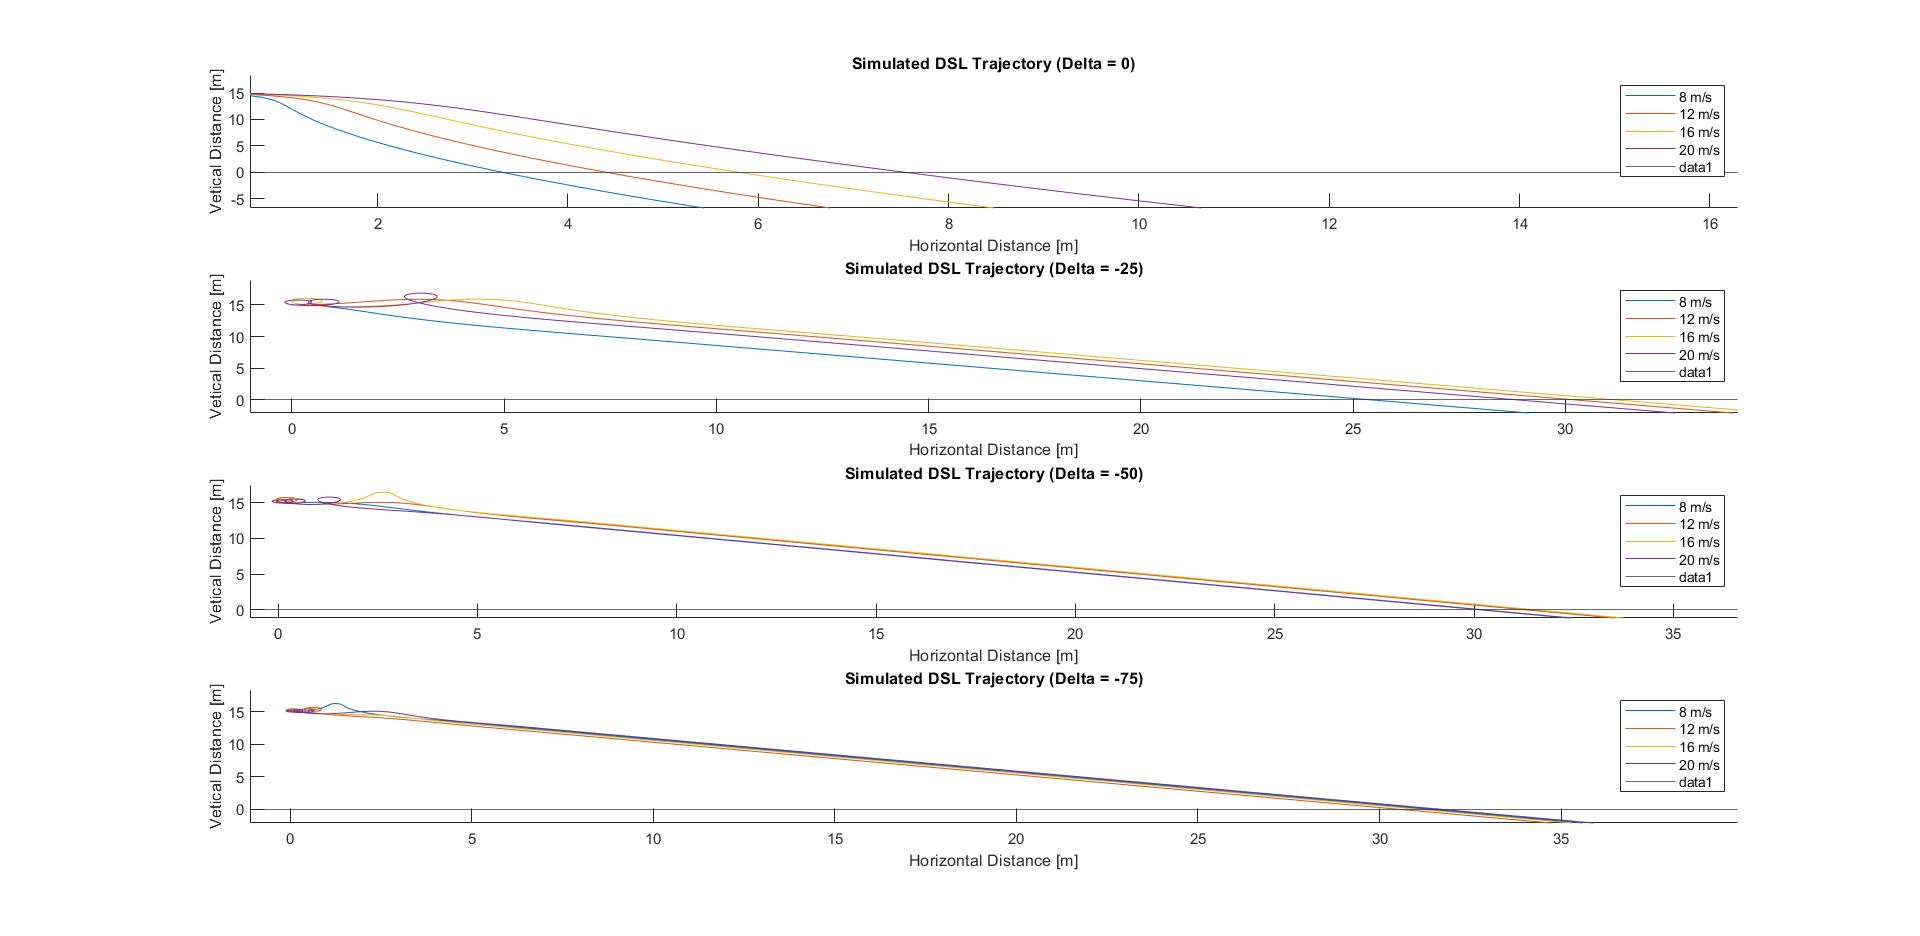 Simulated DSL Trajectory (Delta = 0)
Vetical Distance [m]
15
10
5
0
-5
2
4
6
8
10
12
14
16
Horizontal Distance [m]
8 m/s
12 m/s
16 m/s
20 m/s
data1
Simulated DSL Trajectory (Delta = -25)
Vetical Distance [m]
15
10
5
0
0
5
10
15
20
25
30
Horizontal Distance [m]
8 m/s
12 m/s
16 m/s
20 m/s
data1
Simulated DSL Trajectory (Delta = -50)
Vetical Distance [m]
15
10
5
0
0
5
10
15
20
25
30
35
Horizontal Distance [m]
8 m/s
12 m/s
16 m/s
20 m/s
data1
Simulated DSL Trajectory (Delta = -75)
Vetical Distance [m]
15
10
5
0
0
5
10
15
20
25
30
35
Horizontal Distance [m]
8 m/s
12 m/s
16 m/s
20 m/s
data1